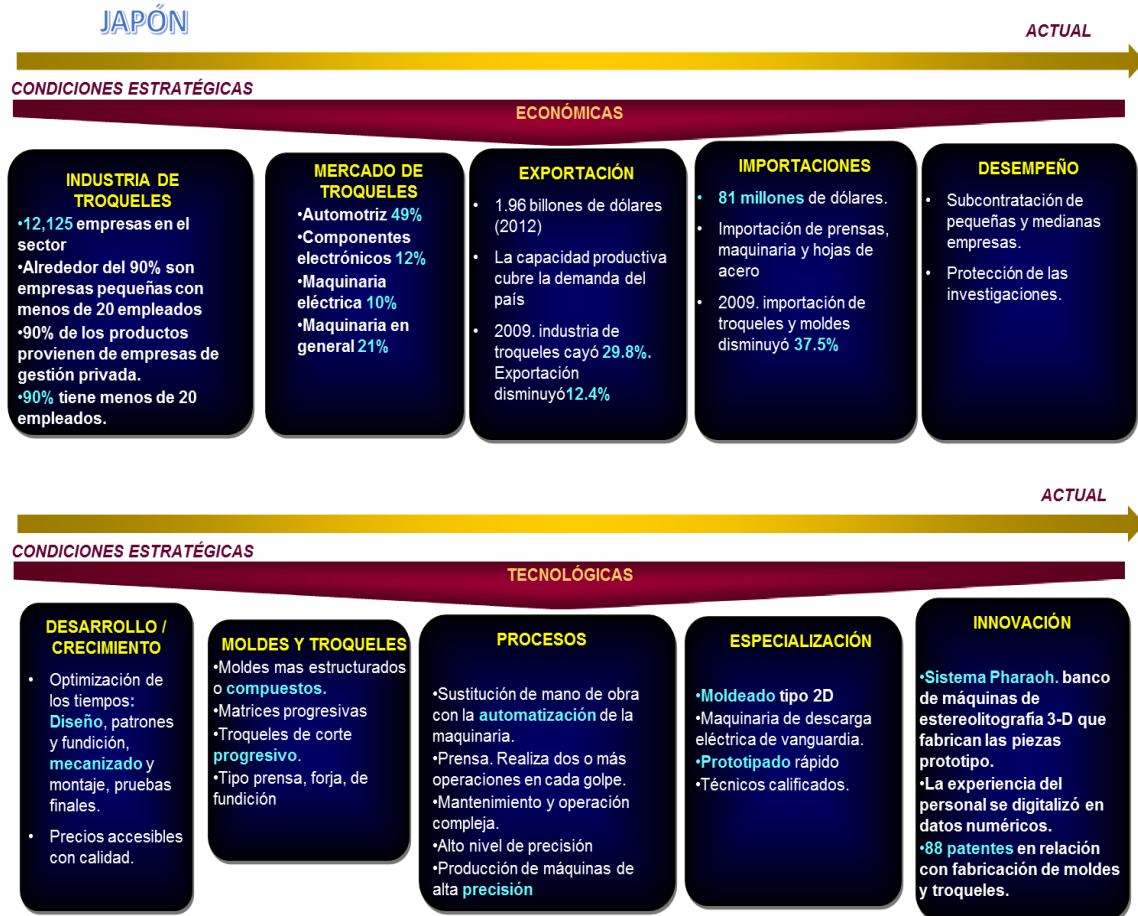 JAPÓN
ACTUAL
CONDICIONES ESTRATÉGICAS
ECONÓMICAS
INDUSTRIA DE
TROQUELES
•12,125 empresas en el
sector
•Alrededor del 90% son
empresas pequeñas con
menos de 20 empleados
•90% de los productos
provienen de empresas de
gestión privada.
•90% tiene menos de 20
empleados.
MERCADO DE
TROQUELES
•Automotriz 49%
•Componentes
electrónicos 12%
•Maquinaria
eléctrica 10%
•Maquinaria en
general 21%
EXPORTACIÓN
• 1.96 billones de dólares
(2012)
• La capacidad productiva
cubre la demanda del
país
• 2009. industria de
troqueles cayó 29.8%.
Exportación
disminuyó12.4%
IMPORTACIONES
• 81 millones de dólares.
• Importación de prensas,
maquinaria y hojas de
acero
• 2009. importación de
troqueles y moldes
disminuyó 37.5%
DESEMPEÑO
• Subcontratación de
pequeñas y medianas
empresas.
• Protección de las
investigaciones.
ACTUAL
CONDICIONES ESTRATÉGICAS
TECNOLÓGICAS
DESARROLLO /
CRECIMIENTO
• Optimización de
los tiempos:
Diseño, patrones
y fundición,
mecanizado y
montaje, pruebas
finales.
• Precios accesibles
con calidad.
MOLDES Y TROQUELES
•Moldes mas estructurados
o compuestos.
•Matrices progresivas
•Troqueles de corte
progresivo.
•Tipo prensa, forja, de
fundición
PROCESOS
•Sustitución de mano de obra
con la automatización de la
maquinaria.
•Prensa. Realiza dos o más
operaciones en cada golpe.
•Mantenimiento y operación
compleja.
•Alto nivel de precisión
•Producción de máquinas de
alta precisión
ESPECIALIZACIÓN
•Moldeado tipo 2D
•Maquinaria de descarga
eléctrica de vanguardia.
•Prototipado rápido
•Técnicos calificados.
INNOVACIÓN
•Sistema Pharaoh. banco
de máquinas de
estereolitografía 3-D que
fabrican las piezas
prototipo.
•La experiencia del
personal se digitalizó en
datos numéricos.
•88 patentes en relación
con fabricación de moldes
y troqueles.